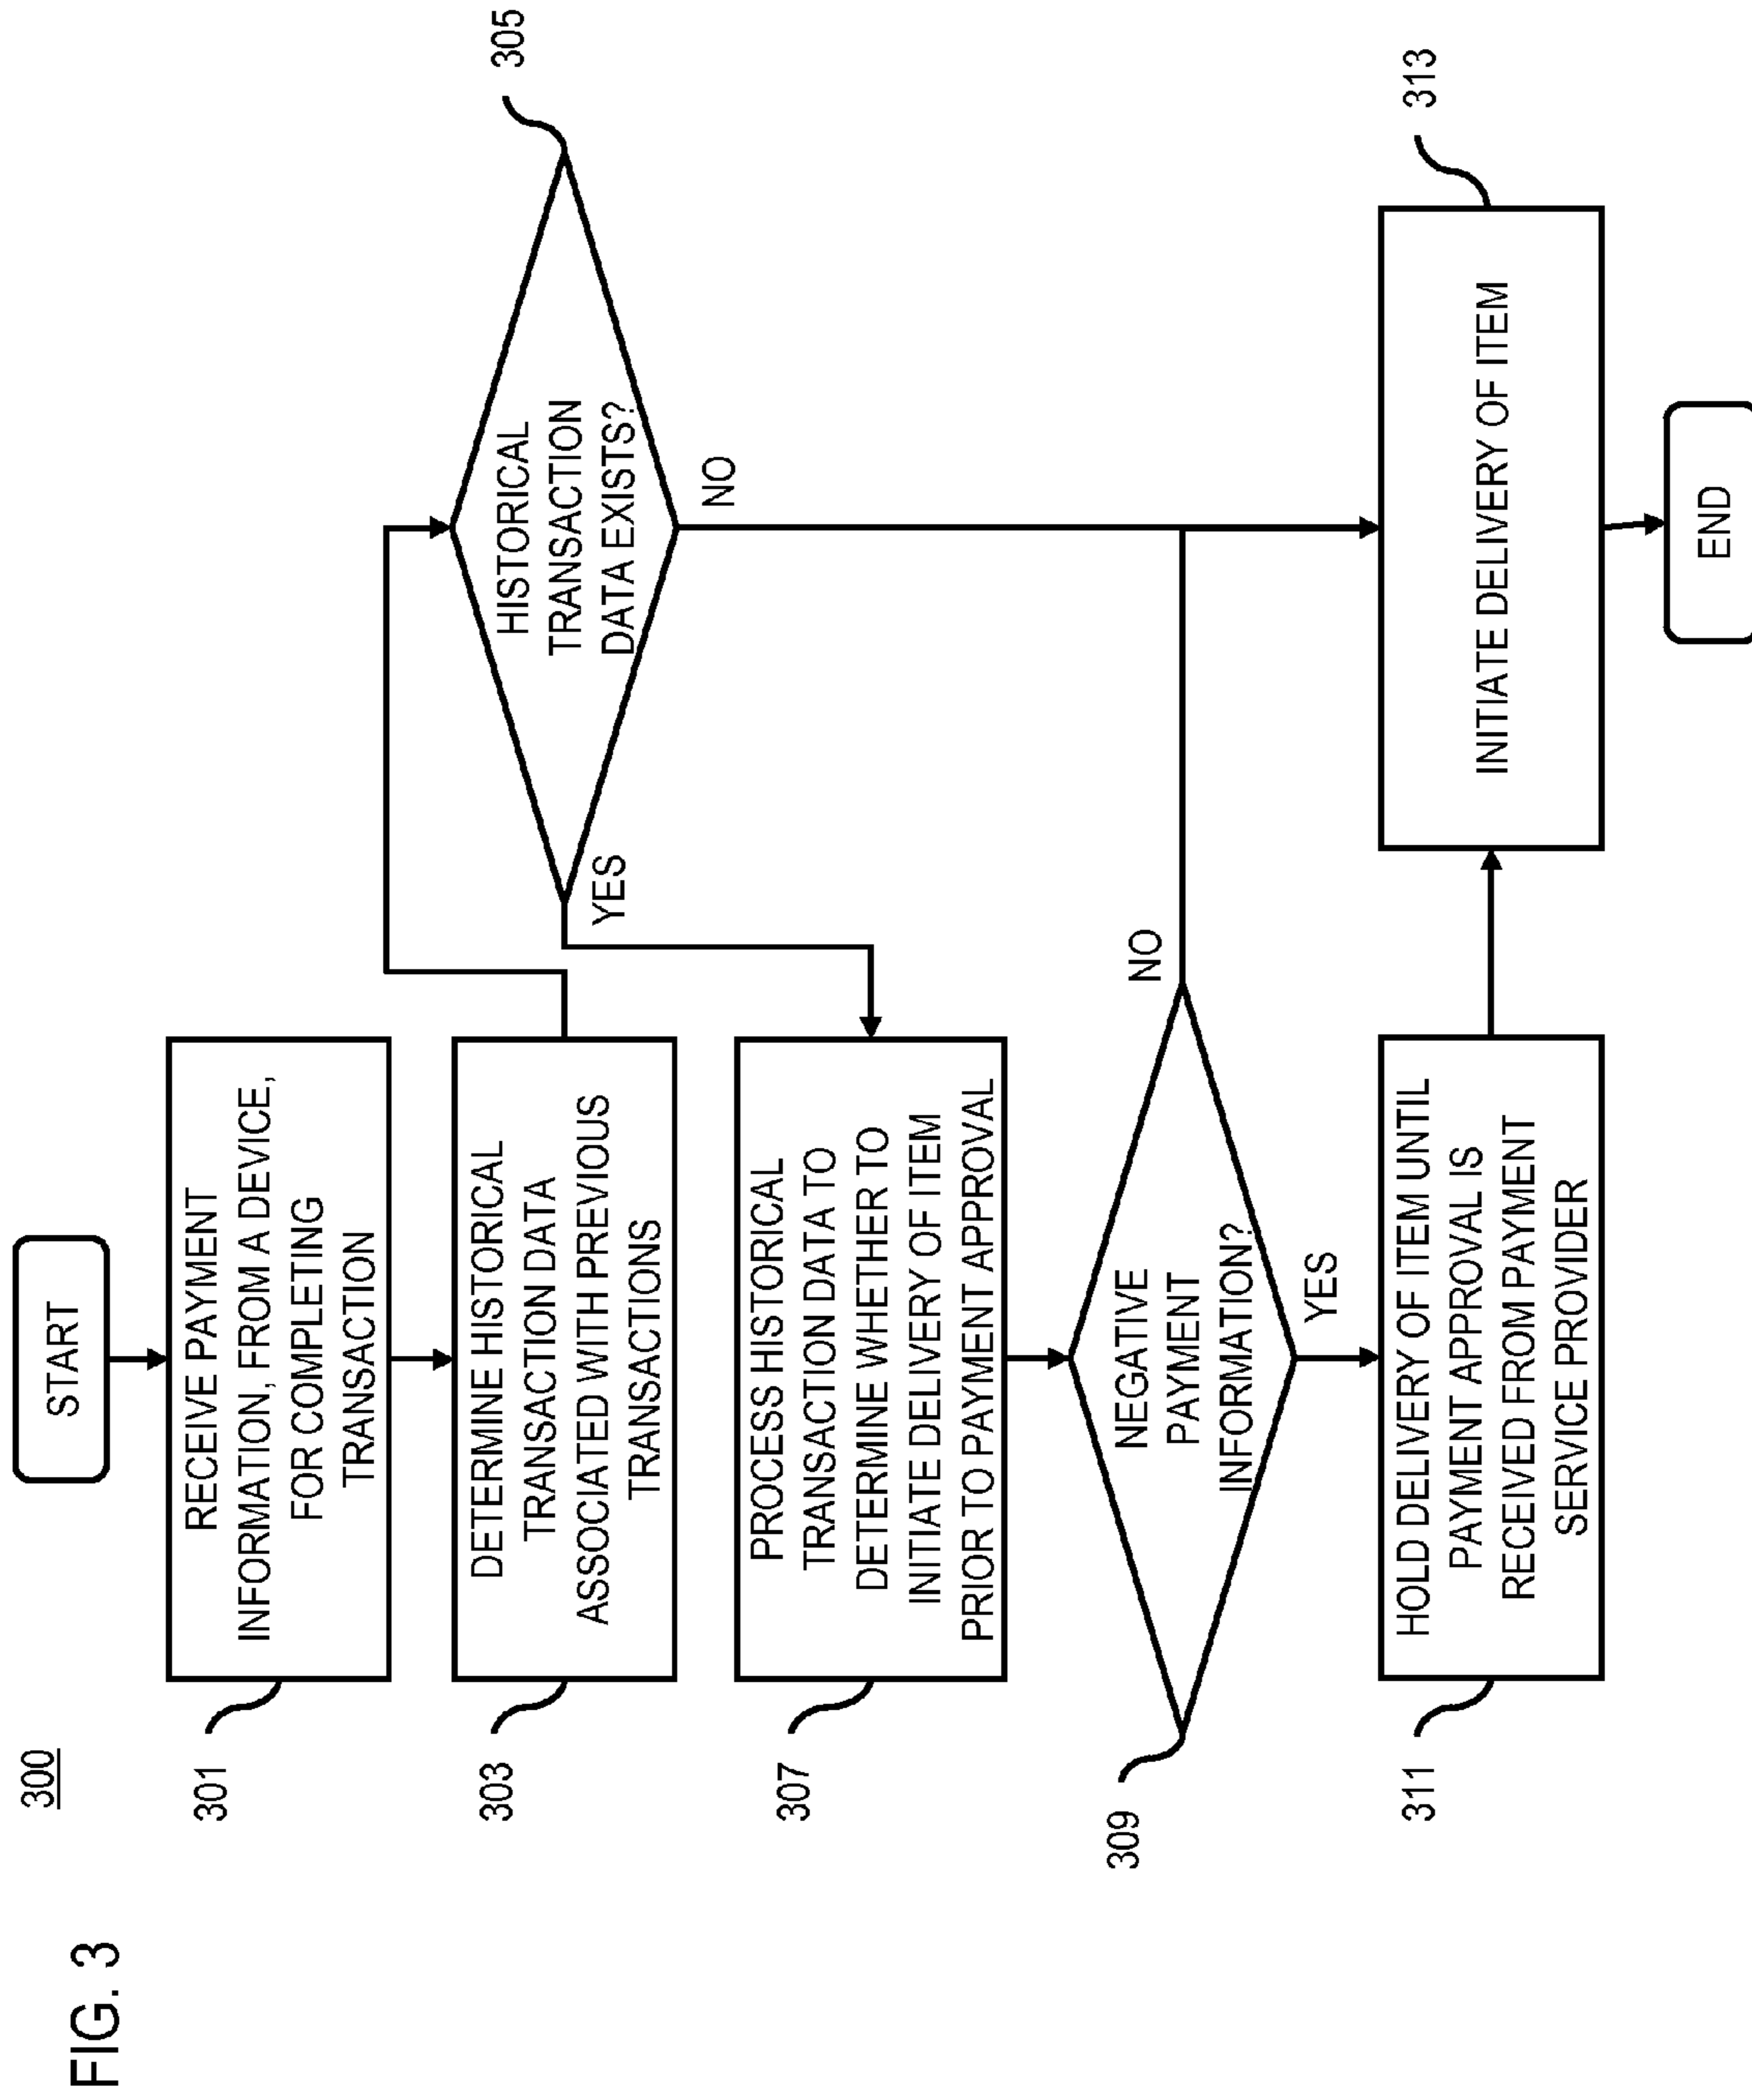 FIG. 3
300
START
301
RECEIVE PAYMENT
INFORMATION, FROM A DEVICE,
FOR COMPLETING
TRANSACTION
303
DETERMINE HISTORICAL
TRANSACTION DATA
ASSOCIATED WITH PREVIOUS
TRANSACTIONS
305
HISTORICAL
TRANSACTION
DATA EXISTS?
YES
NO
307
PROCESS HISTORICAL
TRANSACTION DATA TO
DETERMINE WHETHER TO
INITIATE DELIVERY OF ITEM
PRIOR TO PAYMENT APPROVAL
309
NEGATIVE
PAYMENT
INFORMATION?
NO
YES
311
HOLD DELIVERY OF ITEM UNTIL
PAYMENT APPROVAL IS
RECEIVED FROM PAYMENT
SERVICE PROVIDER
313
INITIATE DELIVERY OF ITEM
END